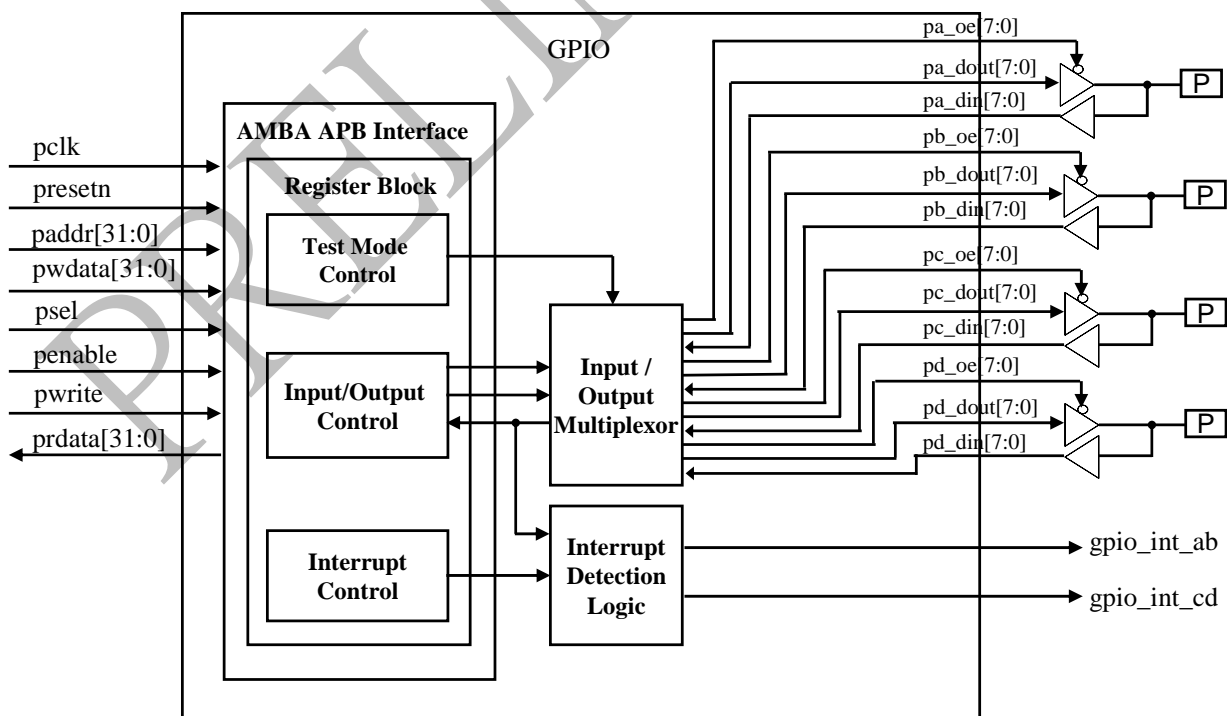 GPIO
AMBA APB Interface
Register Block
Test Mode
Control
Input/Output
Control
Interrupt
Control
Input /
Output
Multiplexor
Interrupt
Detection
Logic
pclk
presetn
paddr[31:0]
pwdata[31:0]
psel
penable
pwrite
prdata[31:0]
pa_oe[7:0]
pa_dout[7:0]
pa_din[7:0]
P
pb_oe[7:0]
pb_dout[7:0]
pb_din[7:0]
P
pc_oe[7:0]
pc_dout[7:0]
pc_din[7:0]
P
pd_oe[7:0]
pd_dout[7:0]
pd_din[7:0]
P
gpio_int_ab
gpio_int_cd